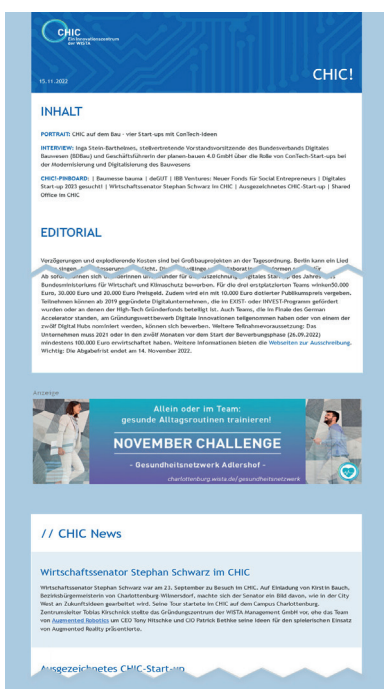 CHIC
Ein Innovationszentrum
der WISTA
15.11.2022
CHIC!
INHALT
PORTRAIT: CHIC auf dem Bau - vier Start-ups mit ConTech-Ideen
INTERVIEW: Inga Stein-Barthelmes, stellvertretende Vorstandsvorsitzende des Bundesverbands Digitales
Bauwesen (BDBau) und Geschäftsführerin der planen-bauen 4.0 GmbH über die Rolle von ConTech-Start-ups bei
der Modernisierung und Digitalisierung des Bauwesens
CHIC!-PINBOARD: | Baumesse bauma | deGUT | IBB Ventures: Neuer Fonds für Social Entrepreneurs | Digitales
Start-up 2023 gesucht! | Wirtschaftssenator Stephan Schwarz im CHIC | Ausgezeichnetes CHIC-Start-up | Shared
Office im CHIC
EDITORIAL
Verzögerungen und explodierende Kosten sind bei Großbauprojekten an der Tagesordnung. Berlin kann ein Lied
Bundesministeriums für Wirtschaft und Klimaschutz bewerben. Für die drei erstplatzierten Teams winken50.000
Euro, 30.000 Euro und 20.000 Euro Preisgeld. Zudem wird ein mit 10.000 Euro dotierter Publikumspreis vergeben.
Teilnehmen können ab 2019 gegründete Digitalunternehmen, die im EXIST- oder INVEST-Programm gefördert
wurden oder an denen der High-Tech Gründerfonds beteiligt ist. Auch Teams, die im Finale des German
Accelerator standen, am Gründungswettbewerb Digitale Innovationen teilgenommen haben oder von einem der
zwölf Digital Hubs nominiert werden, können sich bewerben. Weitere Teilnahmevoraussetzung: Das
Unternehmen muss 2021 oder in den zwölf Monaten vor dem Start der Bewerbungsphase (26.09.2022)
mindestens 100.000 Euro erwirtschaftet haben. Weitere Informationen bieten die Webseiten zur Ausschreibung.
Wichtig: Die Abgabefrist endet am 14. November 2022.
Anzeige
Allein oder im Team:
gesunde Alltagsroutinen trainieren!
NOVEMBER CHALLENGE
- Gesundheitsnetzwerk Adlershof -
charlottenburg.wista.de/gesundheitsnetzwerk
// CHIC News
Wirtschaftssenator Stephan Schwarz im CHIC
Wirtschaftssenator Stephan Schwarz war am 23. September zu Besuch im CHIC. Auf Einladung von Kirstin Bauch,
Bezirksbürgermeisterin von Charlottenburg-Wilmersdorf, machte sich der Senator ein Bild davon, wie in der City
West an Zukunftsideen gearbeitet wird. Seine Tour startete im CHIC auf dem Campus Charlottenburg.
Zentrumsleiter Tobias Kirschnick stellte das Gründungszentrum der WISTA Management GmbH vor, ehe das Team
von Augmented Robotics um CEO Tony Hitschke und CIO Patrick Bethke seine Ideen für den spielerischen Einsatz
von Augmented Reality präsentierte.
Ausgezeichnetes CHIC-Start-up